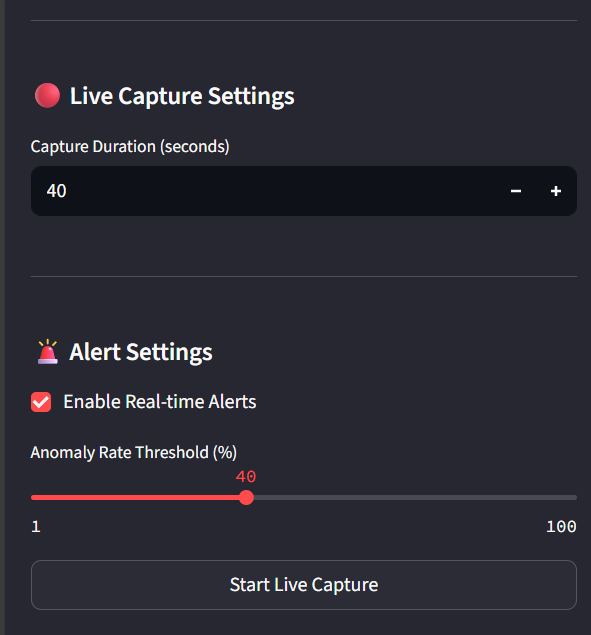 Live Capture Settings
Capture Duration (seconds)
40
Alert Settings
Enable Real-time Alerts
Anomaly Rate Threshold (%)
40
1 100
Start Live Capture